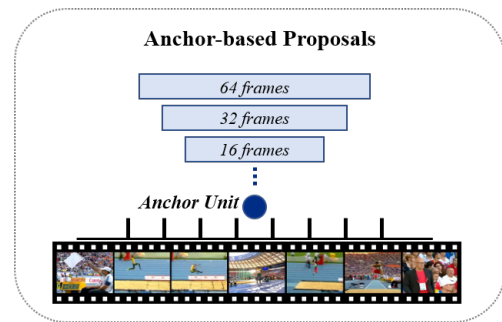 Anchor-based Proposals
64 frames
32 frames
16 frames
Anchor Unit